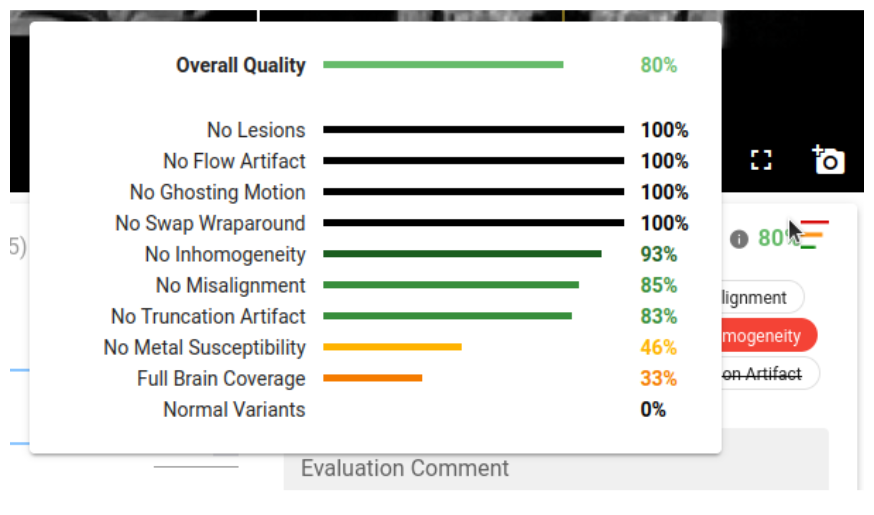 Overall Quality 80%
No Lesions 100%
No Flow Artifact 100%
No Ghosting Motion 100%
No Swap Wraparound 100%
No Inhomogeneity 93%
No Misalignment 85%
No Truncation Artifact 83%
No Metal Susceptibility 46%
Full Brain Coverage 33%
Normal Variants 0%
5)
80%
lignment
mogeneity
on Artifact
Evaluation Comment